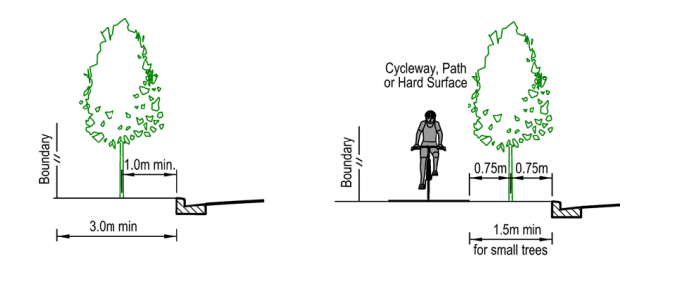 Boundary
1.0m min.
3.0m min
Cycleway, Path
or Hard Surface
Boundary
0.75m
0.75m
1.5m min
for small trees